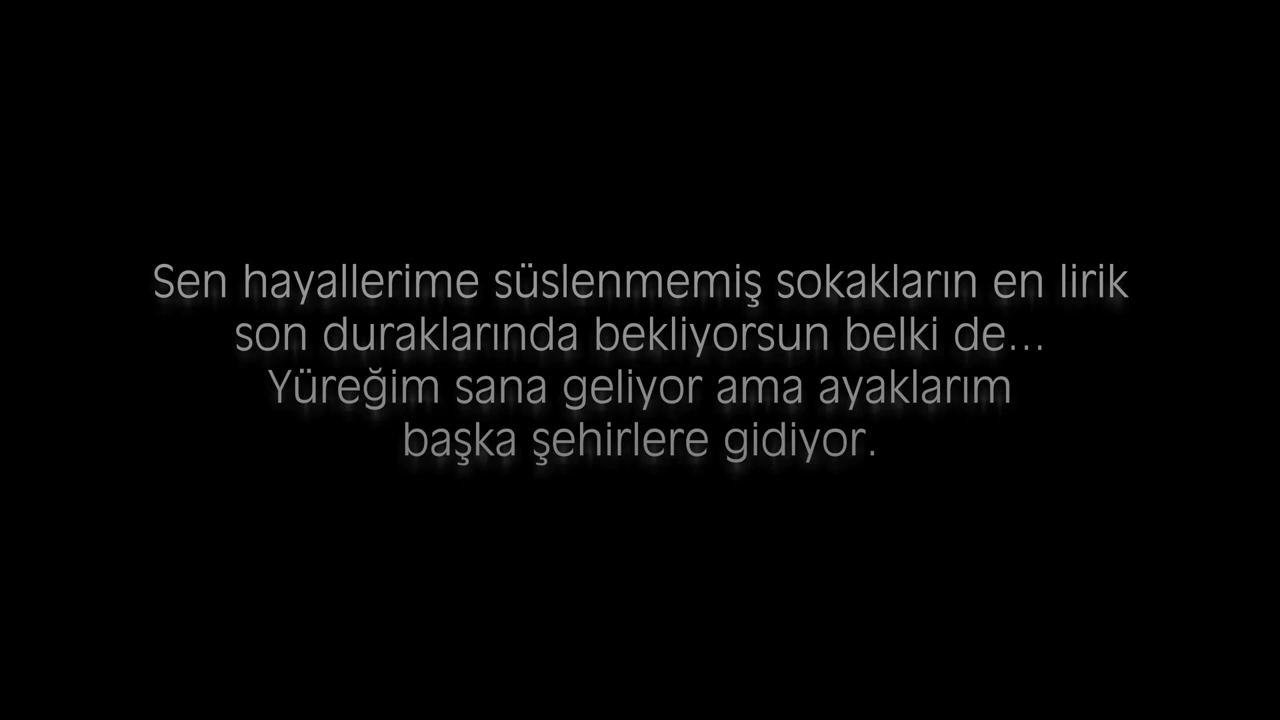 Sen hayallerime süslenmemiş sokakların en lirik
son duraklarında bekliyorsun belki de...
Yüreğim sana geliyor ama ayaklarım
başka şehirlere gidiyor.